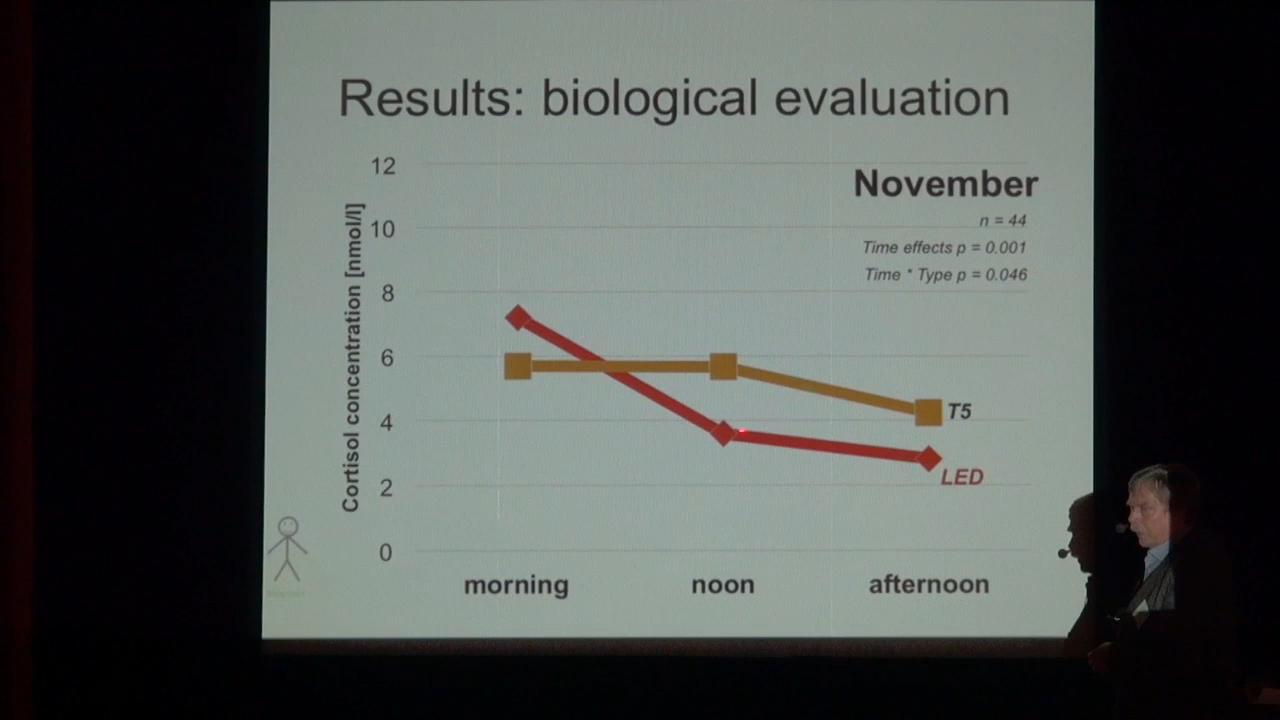 Results: biological evaluation
12
10
8
6
4
2
0
Cortisol concentration [nmol/l]
November
n = 44
Time effects p = 0.001
Time * Type p = 0.046
T5
LED
morning
noon
afternoon